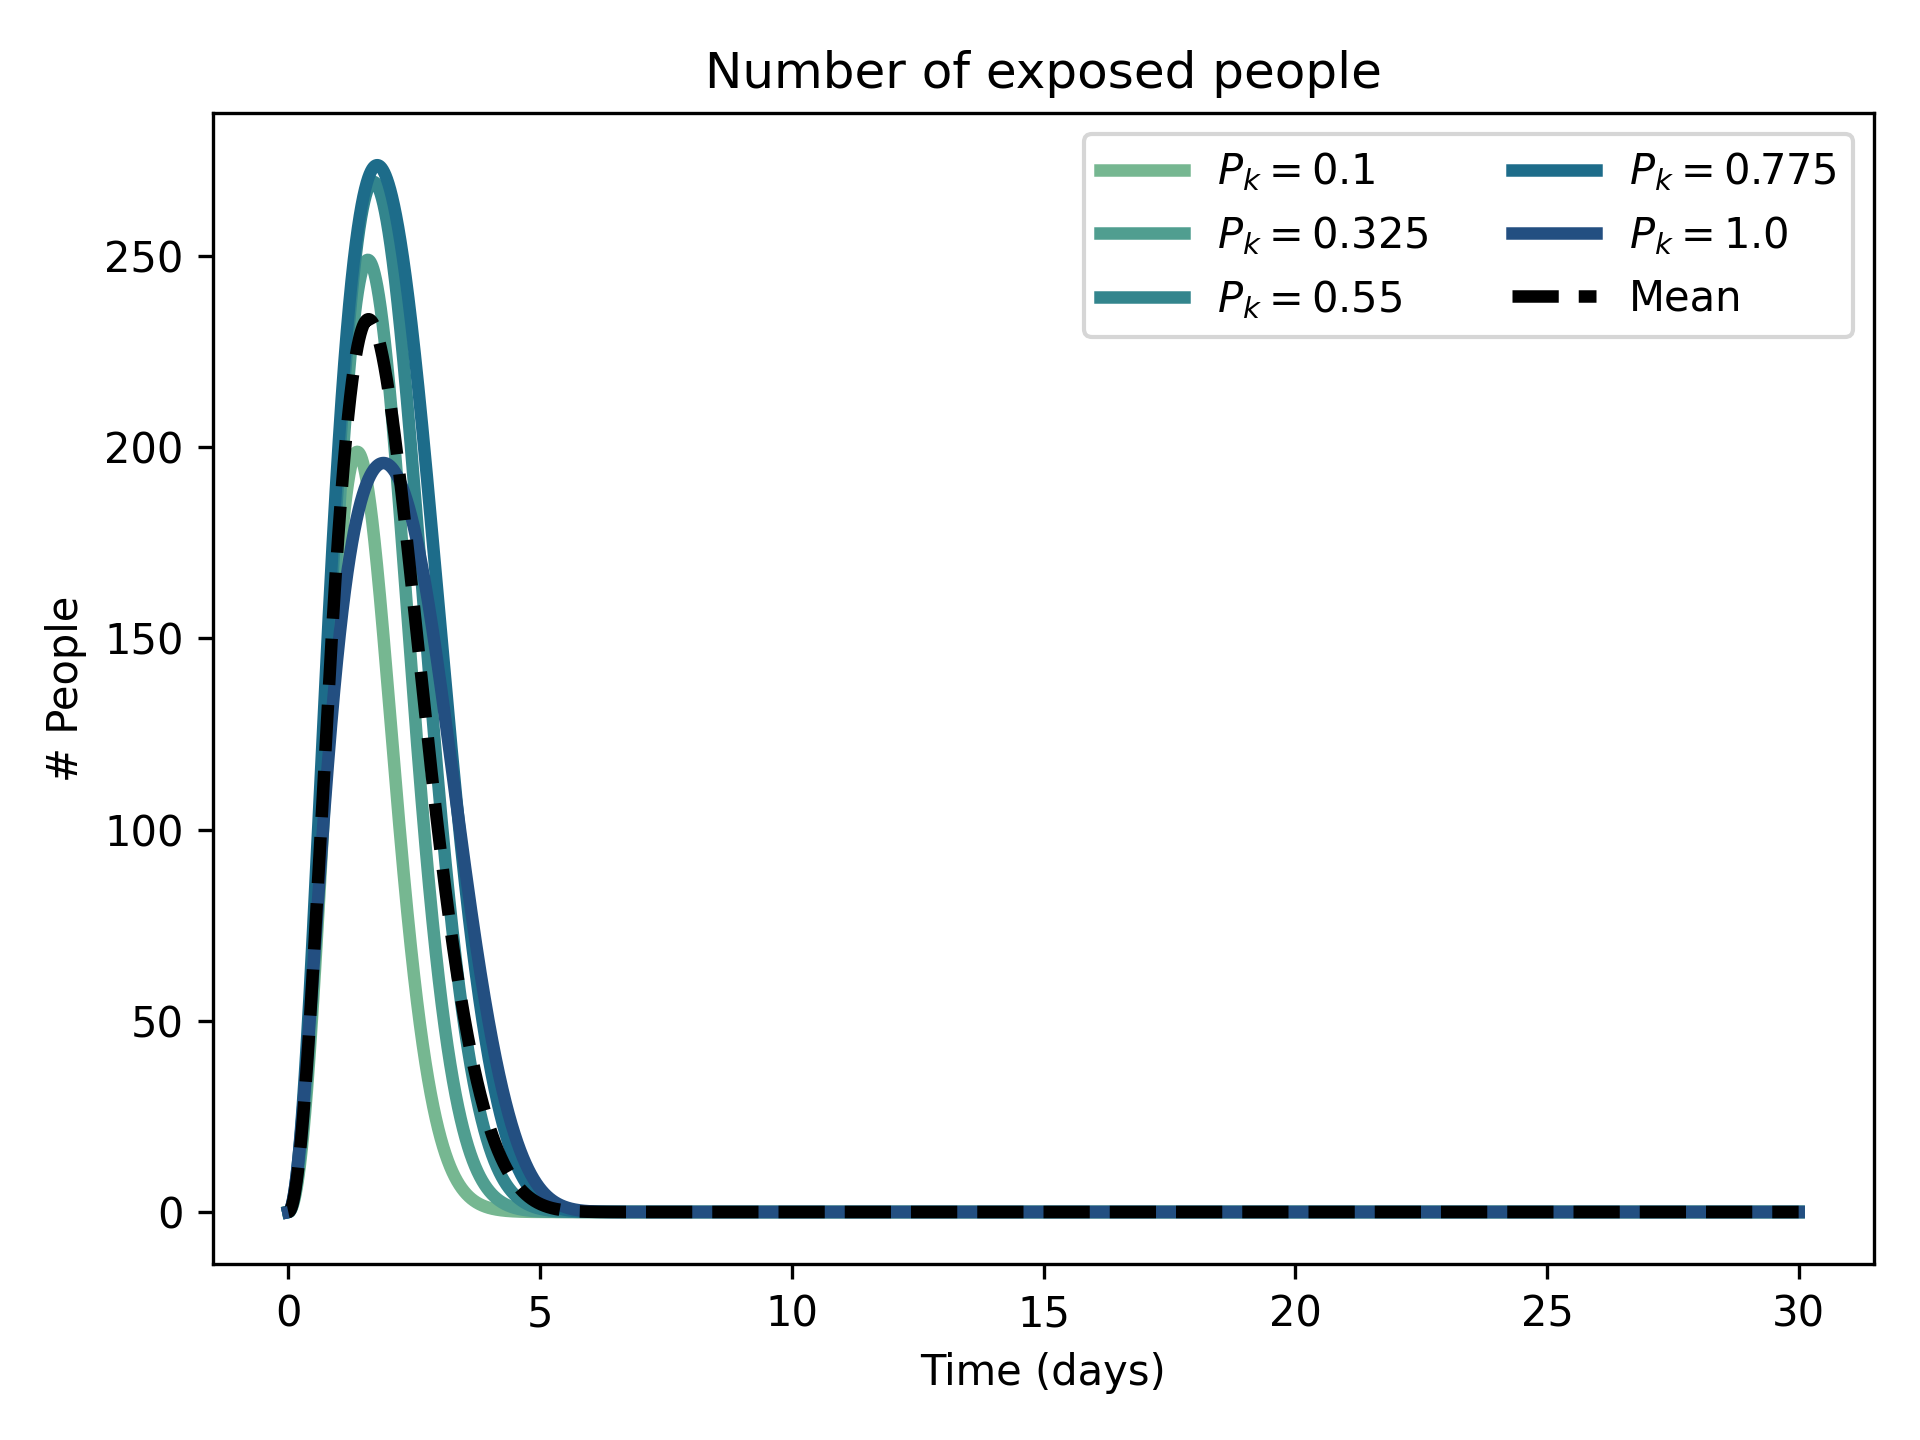 Number of exposed people
P_k = 0.1
P_k = 0.325
P_k = 0.55
P_k = 0.775
P_k = 1.0
Mean
# People
250
200
150
100
50
0
0 5 10 15 20 25 30
Time (days)